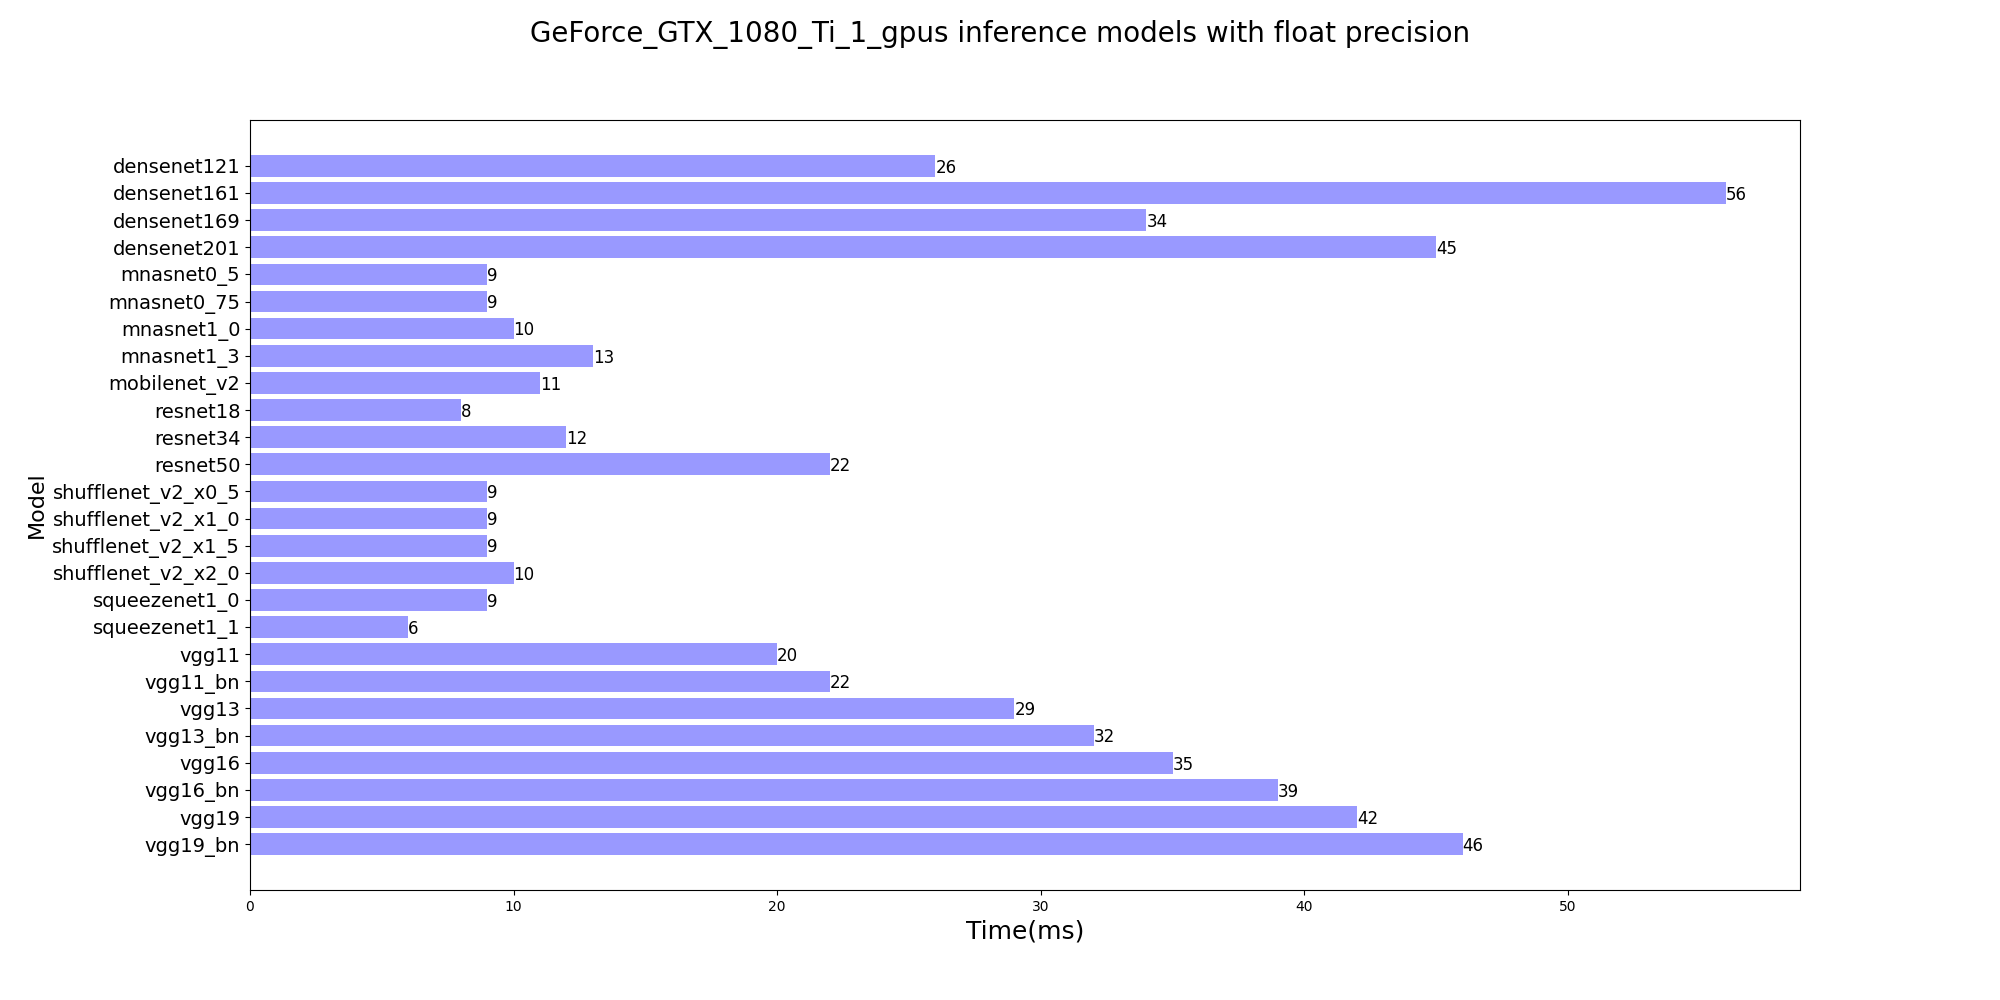 GeForce_GTX_1080_Ti_1_gpus inference models with float precision
densenet121 26
densenet161 56
densenet169 34
densenet201 45
mnasnet0_5 9
mnasnet0_75 9
mnasnet1_0 10
mnasnet1_3 13
mobilenet_v2 11
resnet18 8
resnet34 12
resnet50 22
Model
shufflenet_v2_x0_5 9
shufflenet_v2_x1_0 9
shufflenet_v2_x1_5 9
shufflenet_v2_x2_0 10
squeezenet1_0 9
squeezenet1_1 6
vgg11 20
vgg11_bn 22
vgg13 29
vgg13_bn 32
vgg16 35
vgg16_bn 39
vgg19 42
vgg19_bn 46
0 10 20 30 40 50
Time(ms)